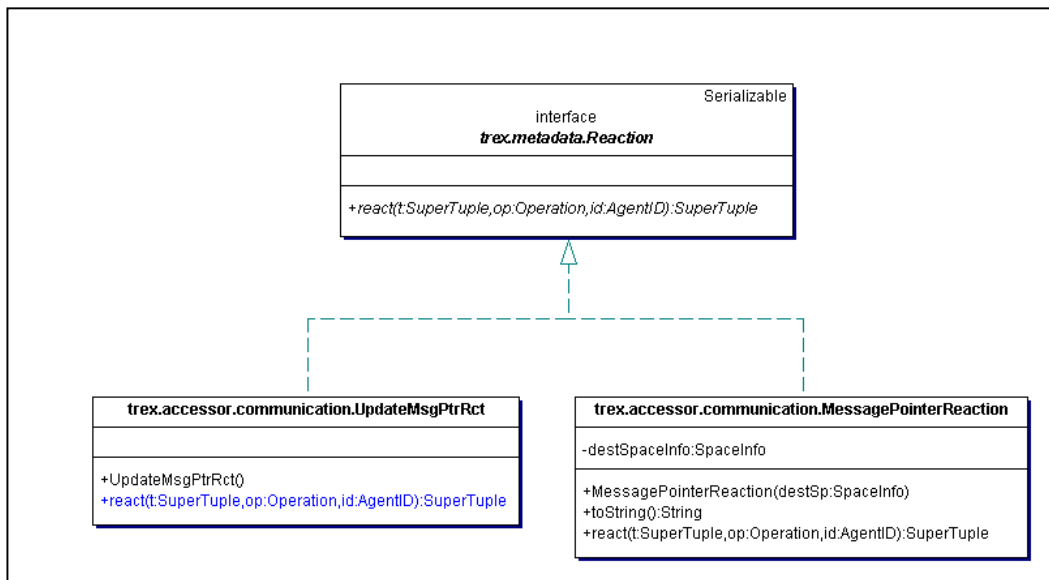 Serializable
interface
trex.metadata.Reaction
+react(t:SuperTuple,op:Operation,id:AgentID):SuperTuple
trex.accessor.communication.UpdateMsgPtrRct
+UpdateMsgPtrRct()
+react(t:SuperTuple,op:Operation,id:AgentID):SuperTuple
trex.accessor.communication.MessagePointerReaction
-destSpaceInfo:SpaceInfo
+MessagePointerReaction(destSp:SpaceInfo)
+toString():String
+react(t:SuperTuple,op:Operation,id:AgentID):SuperTuple